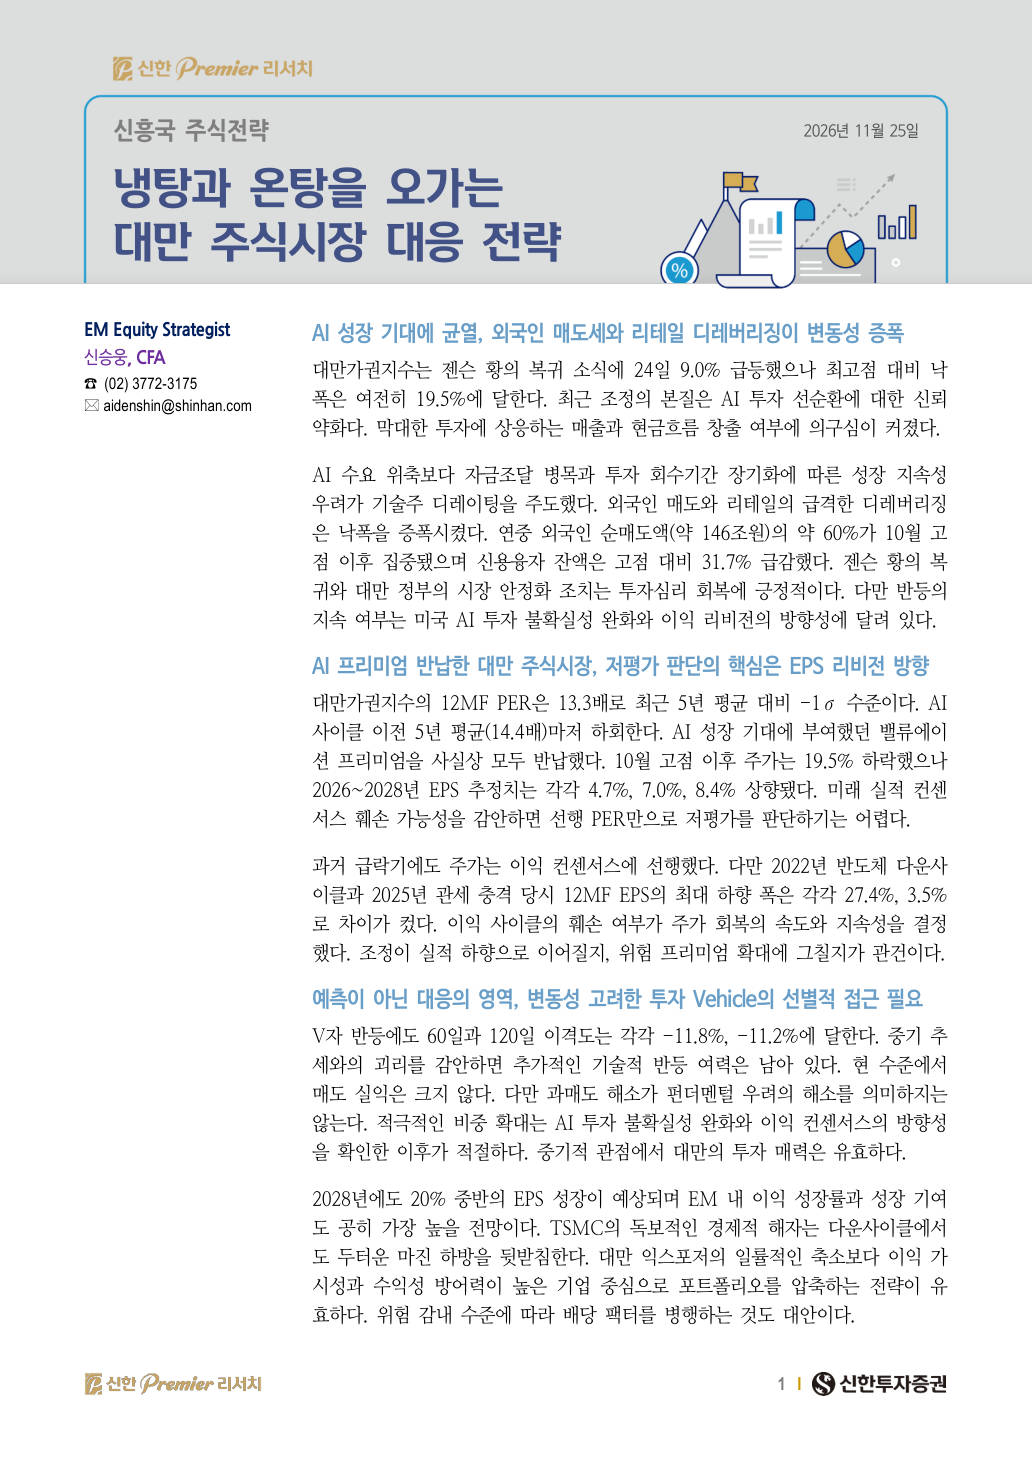 신한 Premier 리서치
신흥국 주식전략
2026년 11월 25일
냉탕과 온탕을 오가는
대만 주식시장 대응 전략
%
EM Equity Strategist
신승웅, CFA
☎ (02) 3772-3175
✉ aidenshin@shinhan.com
AI 성장 기대에 균열, 외국인 매도세와 리테일 디레버리징이 변동성 증폭
대만가권지수는 젠슨 황의 복귀 소식에 24일 9.0% 급등했으나 최고점 대비 낙
폭은 여전히 19.5%에 달한다. 최근 조정의 본질은 AI 투자 선순환에 대한 신뢰
약화다. 막대한 투자에 상응하는 매출과 현금흐름 창출 여부에 의구심이 커졌다.
AI 수요 위축보다 자금조달 병목과 투자 회수기간 장기화에 따른 성장 지속성
우려가 기술주 디레이팅을 주도했다. 외국인 매도와 리테일의 급격한 디레버리징
은 낙폭을 증폭시켰다. 연중 외국인 순매도액(약 146조원)의 약 60%가 10월 고
점 이후 집중됐으며 신용융자 잔액은 고점 대비 31.7% 급감했다. 젠슨 황의 복
귀와 대만 정부의 시장 안정화 조치는 투자심리 회복에 긍정적이다. 다만 반등의
지속 여부는 미국 AI 투자 불확실성 완화와 이익 리비전의 방향성에 달려 있다.
AI 프리미엄 반납한 대만 주식시장, 저평가 판단의 핵심은 EPS 리비전 방향
대만가권지수의 12MF PER은 13.3배로 최근 5년 평균 대비 -1σ 수준이다. AI
사이클 이전 5년 평균(14.4배)마저 하회한다. AI 성장 기대에 부여했던 밸류에이
션 프리미엄을 사실상 모두 반납했다. 10월 고점 이후 주가는 19.5% 하락했으나
2026~2028년 EPS 추정치는 각각 4.7%, 7.0%, 8.4% 상향됐다. 미래 실적 컨센
서스 훼손 가능성을 감안하면 선행 PER만으로 저평가를 판단하기는 어렵다.
과거 급락기에도 주가는 이익 컨센서스에 선행했다. 다만 2022년 반도체 다운사
이클과 2025년 관세 충격 당시 12MF EPS의 최대 하향 폭은 각각 27.4%, 3.5%
로 차이가 컸다. 이익 사이클의 훼손 여부가 주가 회복의 속도와 지속성을 결정
했다. 조정이 실적 하향으로 이어질지, 위험 프리미엄 확대에 그칠지가 관건이다.
예측이 아닌 대응의 영역, 변동성 고려한 투자 Vehicle의 선별적 접근 필요
V자 반등에도 60일과 120일 이격도는 각각 -11.8%, -11.2%에 달한다. 중기 추
세와의 괴리를 감안하면 추가적인 기술적 반등 여력은 남아 있다. 현 수준에서
매도 실익은 크지 않다. 다만 과매도 해소가 펀더멘털 우려의 해소를 의미하지는
않는다. 적극적인 비중 확대는 AI 투자 불확실성 완화와 이익 컨센서스의 방향성
을 확인한 이후가 적절하다. 중기적 관점에서 대만의 투자 매력은 유효하다.
2028년에도 20% 중반의 EPS 성장이 예상되며 EM 내 이익 성장률과 성장 기여
도 공히 가장 높을 전망이다. TSMC의 독보적인 경제적 해자는 다운사이클에서
도 두터운 마진 하방을 뒷받침한다. 대만 익스포저의 일률적인 축소보다 이익 가
시성과 수익성 방어력이 높은 기업 중심으로 포트폴리오를 압축하는 전략이 유
효하다. 위험 감내 수준에 따라 배당 팩터를 병행하는 것도 대안이다.
신한 Premier 리서치
1 | 신한투자증권